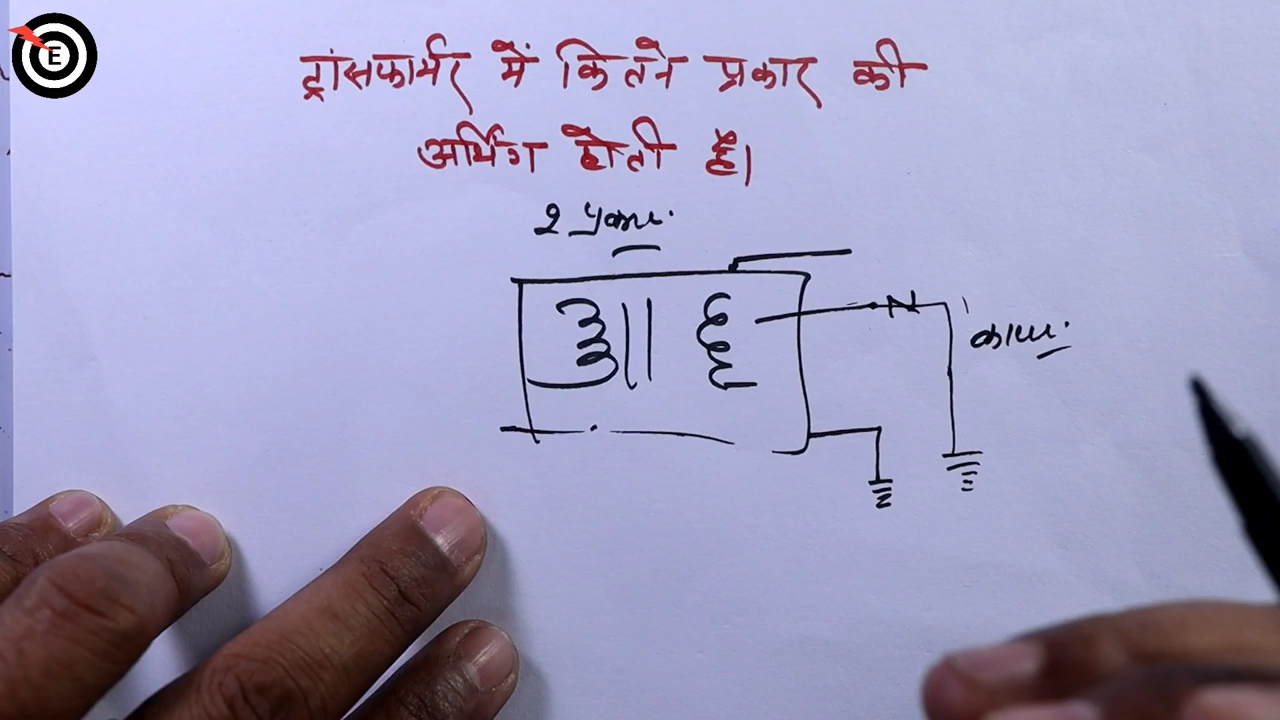 E
ट्रांसफार्मर में कितने प्रकार की
अर्थिंग होती है।
2 प्रकार
N